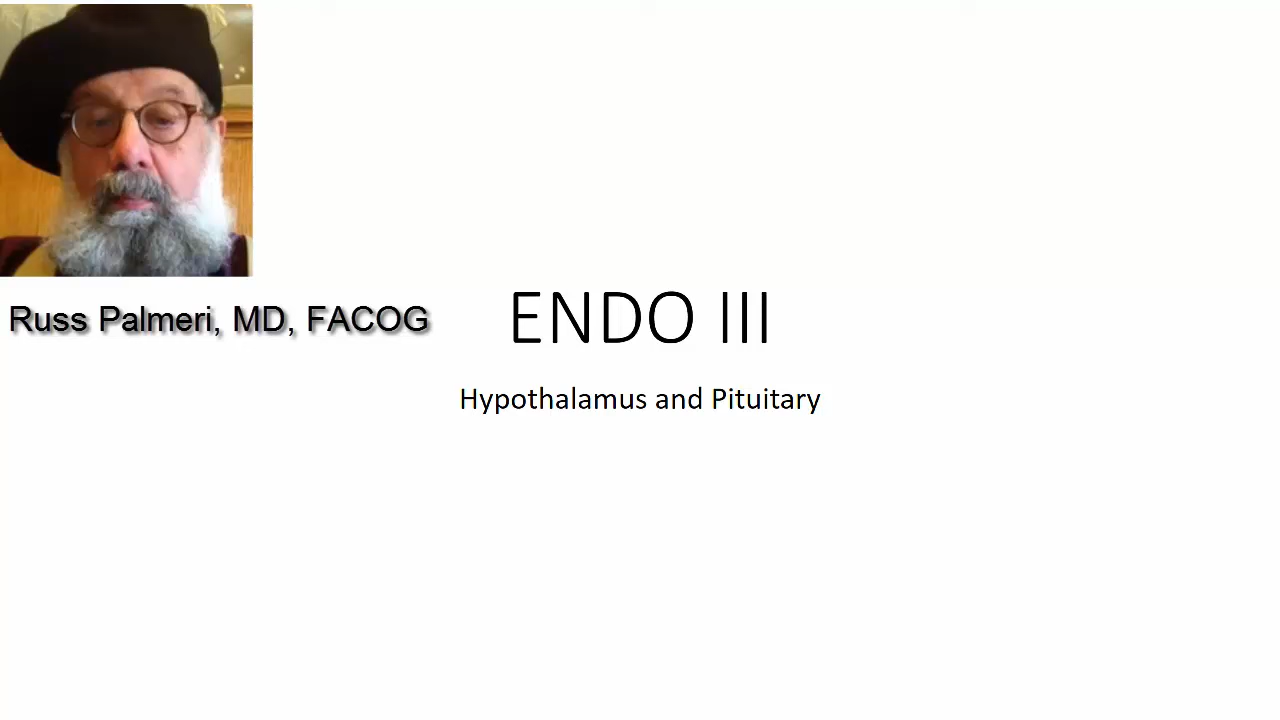 Russ Palmeri, MD, FACOG
ENDO III
Hypothalamus and Pituitary